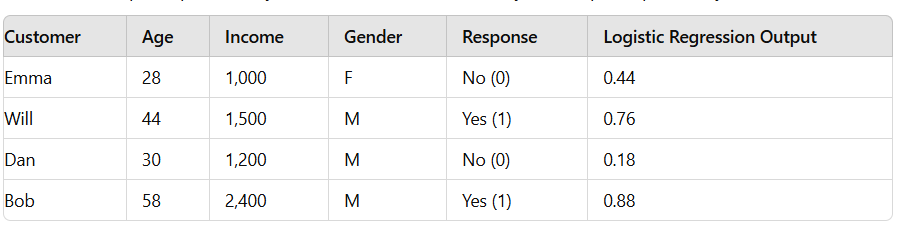 Customer Age Income Gender Response Logistic Regression Output
Emma 28 1,000 F No (0) 0.44
Will 44 1,500 M Yes (1) 0.76
Dan 30 1,200 M No (0) 0.18
Bob 58 2,400 M Yes (1) 0.88